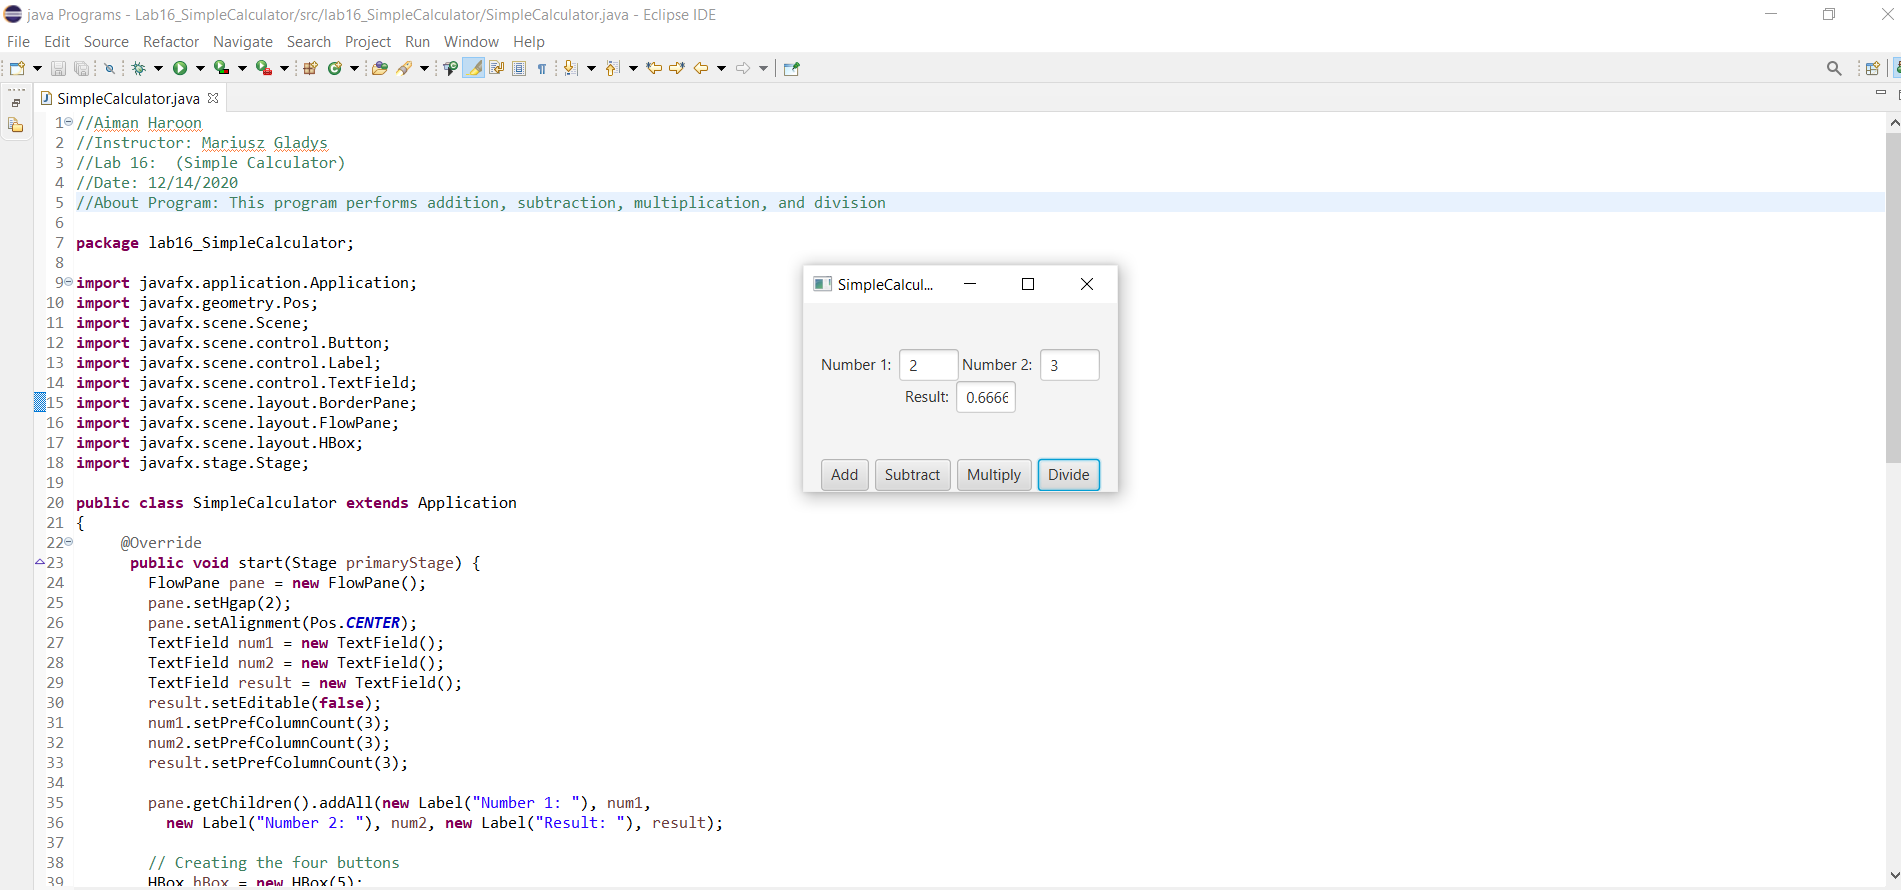 java Programs - Lab16_SimpleCalculator/src/lab16_SimpleCalculator/SimpleCalculator.java - Eclipse IDE
File Edit Source Refactor Navigate Search Project Run Window Help
SimpleCalculator.java
1 //Aiman Haroon
2 //Instructor: Mariusz Gladys
3 //Lab 16:  (Simple Calculator)
4 //Date: 12/14/2020
5 //About Program: This program performs addition, subtraction, multiplication, and division
6
7 package lab16_SimpleCalculator;
8
9 import javafx.application.Application;
10 import javafx.geometry.Pos;
11 import javafx.scene.Scene;
12 import javafx.scene.control.Button;
13 import javafx.scene.control.Label;
14 import javafx.scene.control.TextField;
15 import javafx.scene.layout.BorderPane;
16 import javafx.scene.layout.FlowPane;
17 import javafx.scene.layout.HBox;
18 import javafx.stage.Stage;
19
20 public class SimpleCalculator extends Application
21 {
22 @Override
23 public void start(Stage primaryStage) {
24 FlowPane pane = new FlowPane();
25 pane.setHgap(2);
26 pane.setAlignment(Pos.CENTER);
27 TextField num1 = new TextField();
28 TextField num2 = new TextField();
29 TextField result = new TextField();
30 result.setEditable(false);
31 num1.setPrefColumnCount(3);
32 num2.setPrefColumnCount(3);
33 result.setPrefColumnCount(3);
34
35 pane.getChildren().addAll(new Label("Number 1: "), num1,
36 new Label("Number 2: "), num2, new Label("Result: "), result);
37
38 // Creating the four buttons
39 HBox hBox = new HBox(5);
SimpleCalcul...
Number 1: 2 Number 2: 3
Result: 0.6666
Add Subtract Multiply Divide